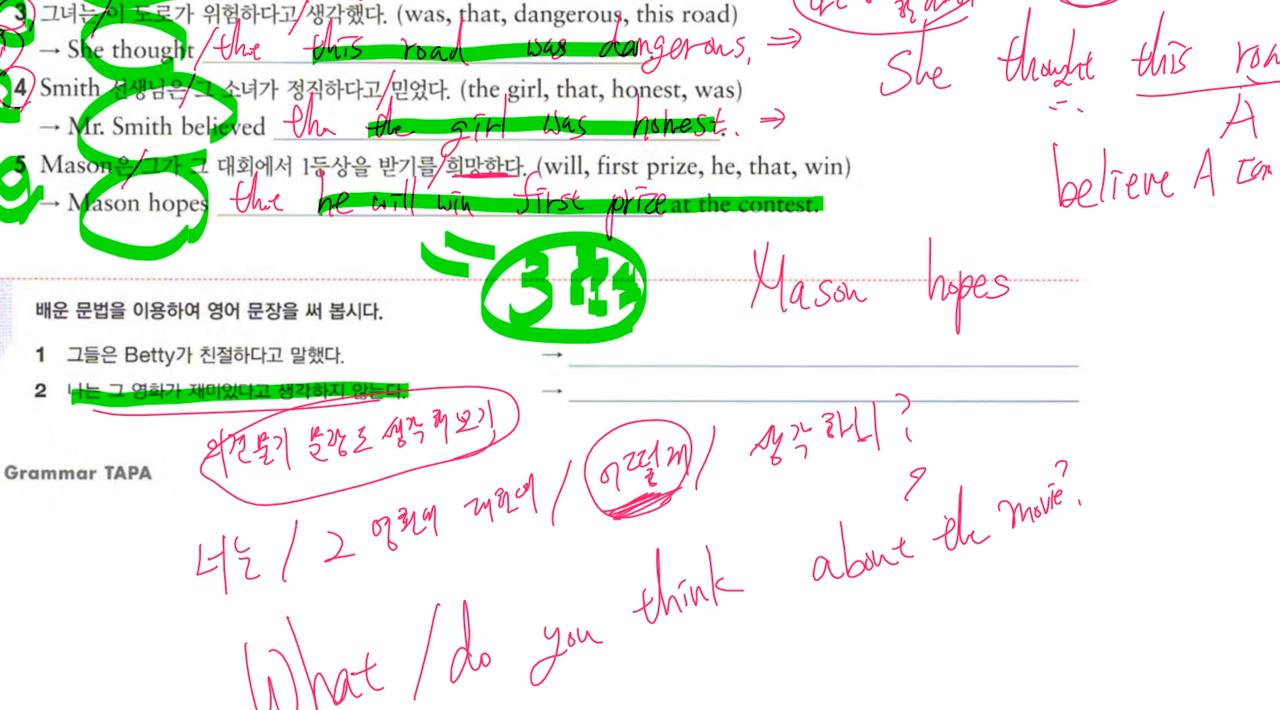 3 그녀는 / 이 도로가 위험하다고 / 생각했다. (was, that, dangerous, this road)
→ She thought / the this road was dangerous. ⇒
She thought this roa
A
4 Smith 선생님은 / 그 소녀가 정직하다고 / 믿었다. (the girl, that, honest, was)
→ Mr. Smith believed tha the girl was honest. ⇒
believe A
5 Mason은 / 그가 그 대회에서 1등상을 받기를 / 희망한다. (will, first prize, he, that, win)
→ Mason hopes the he will win first prize at the contest.
3
Mason hopes
배운 문법을 이용하여 영어 문장을 써 봅시다.
1 그들은 Betty가 친절하다고 말했다. →
2 나는 그 영화가 재미있다고 생각하지 않는다. →
의견묻기 문장도 생각해보기
Grammar TAPA
너는 / 그 영화에 대하여 / 어떻게 / 생각하니?
What / do you think about the movie?